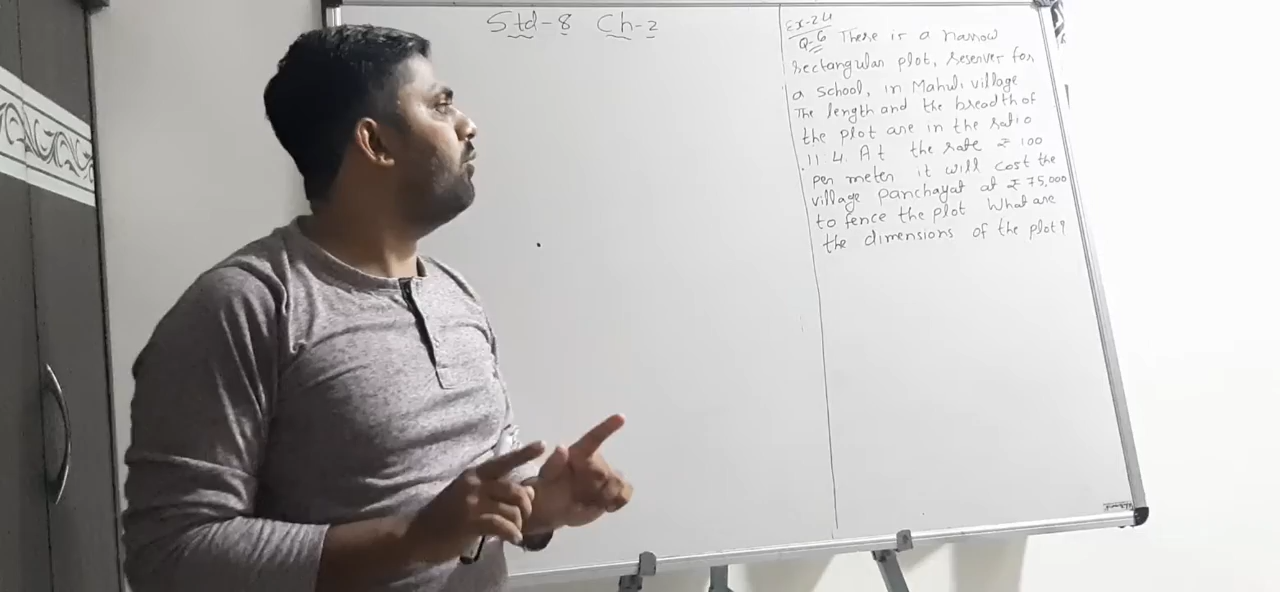 Std-8 Ch-2
Ex-2.4
Q-6 There is a narrow
rectangular plot, reserver for
a school, in Mahuli village
The length and the breadth of
the plot are in the ratio
11:4. At the rate ₹ 100
per meter it will cost the
village panchayat at ₹ 75,000
to fence the plot What are
the dimensions of the plot?